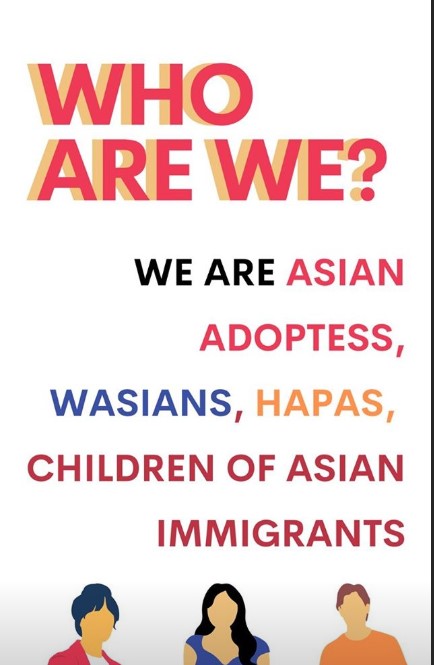 WHO
ARE WE?
WE ARE ASIAN
ADOPTESS,
WASIANS, HAPAS,
CHILDREN OF ASIAN
IMMIGRANTS